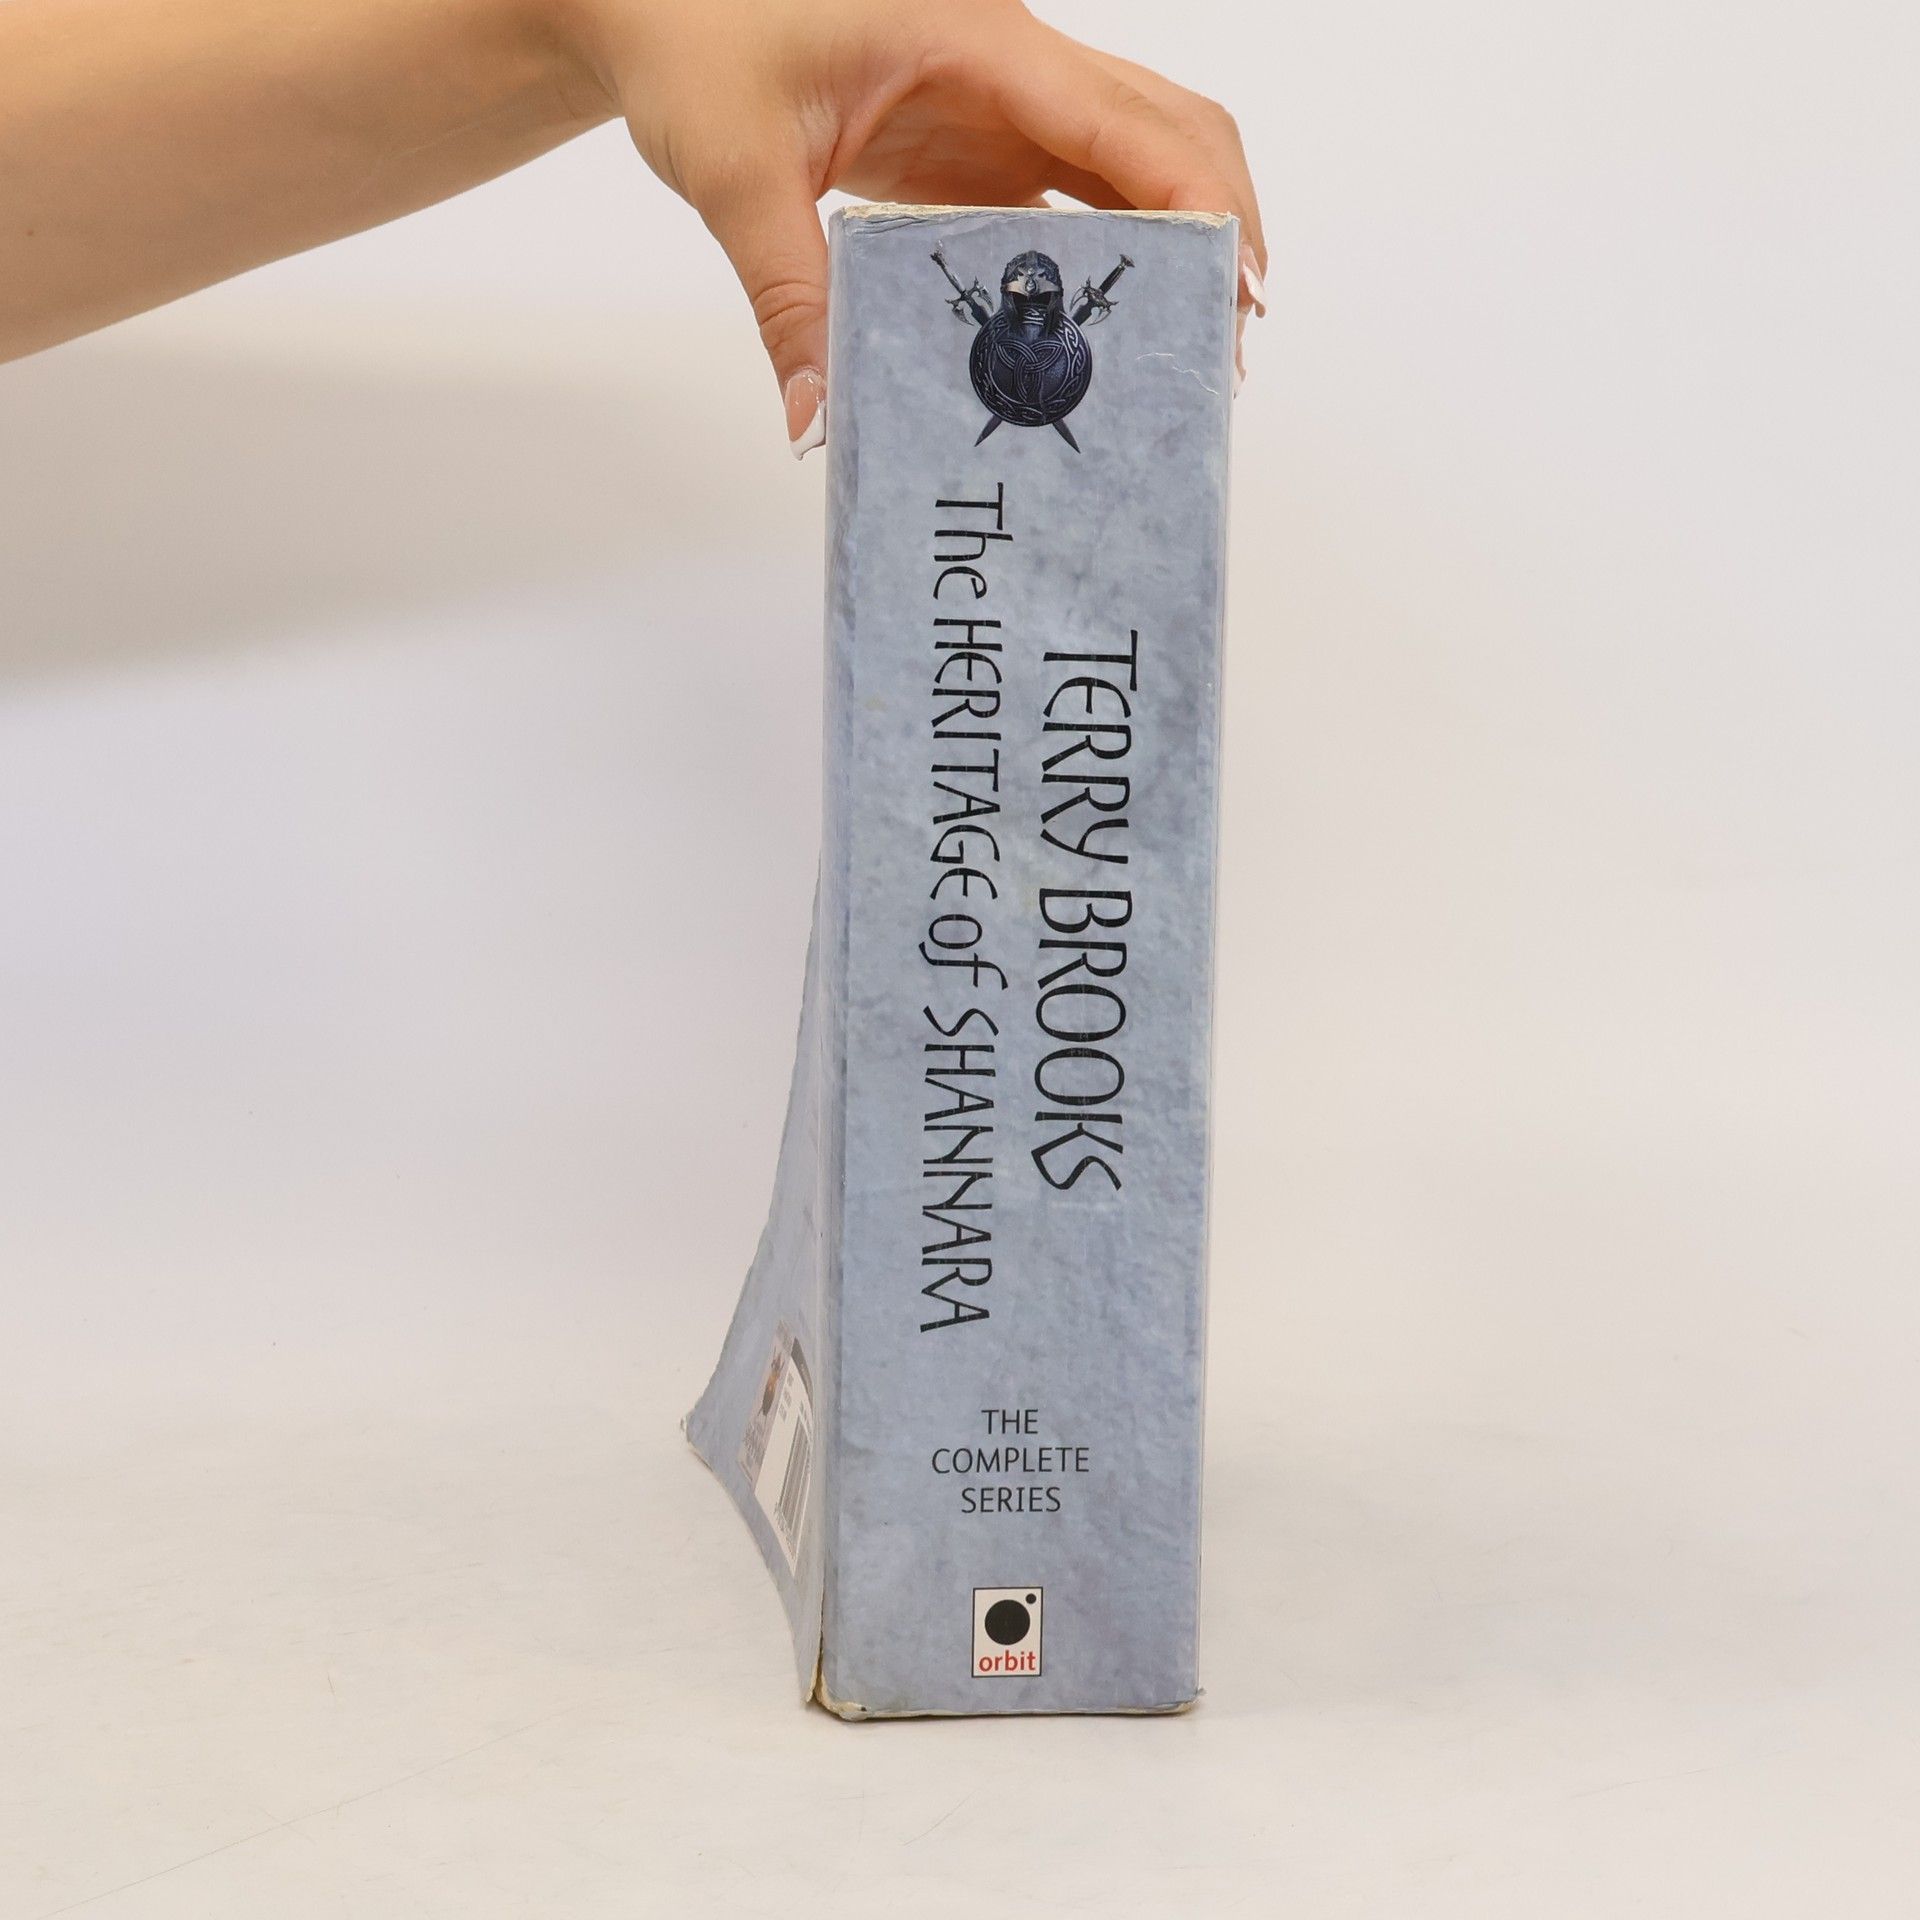 TERRY BROOKS
The HERITAGE of SHANNARA
THE
COMPLETE
SERIES
orbit